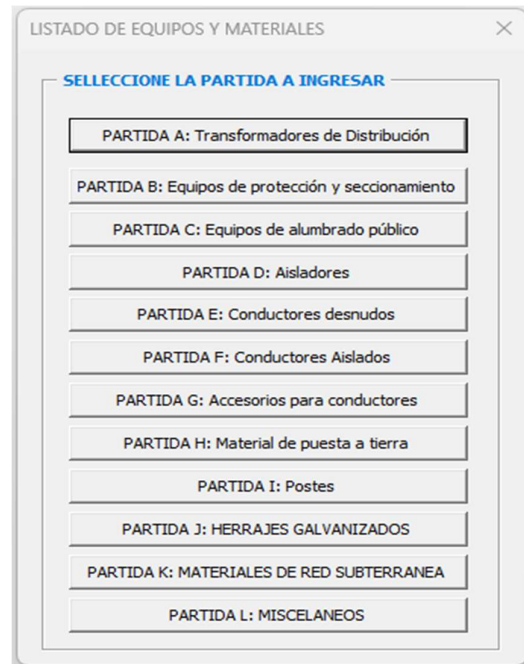 LISTADO DE EQUIPOS Y MATERIALES
SELLECCIONE LA PARTIDA A INGRESAR
PARTIDA A: Transformadores de Distribución
PARTIDA B: Equipos de protección y seccionamiento
PARTIDA C: Equipos de alumbrado público
PARTIDA D: Aisladores
PARTIDA E: Conductores desnudos
PARTIDA F: Conductores Aislados
PARTIDA G: Accesorios para conductores
PARTIDA H: Material de puesta a tierra
PARTIDA I: Postes
PARTIDA J: HERRAJES GALVANIZADOS
PARTIDA K: MATERIALES DE RED SUBTERRANEA
PARTIDA L: MISCELANEOS